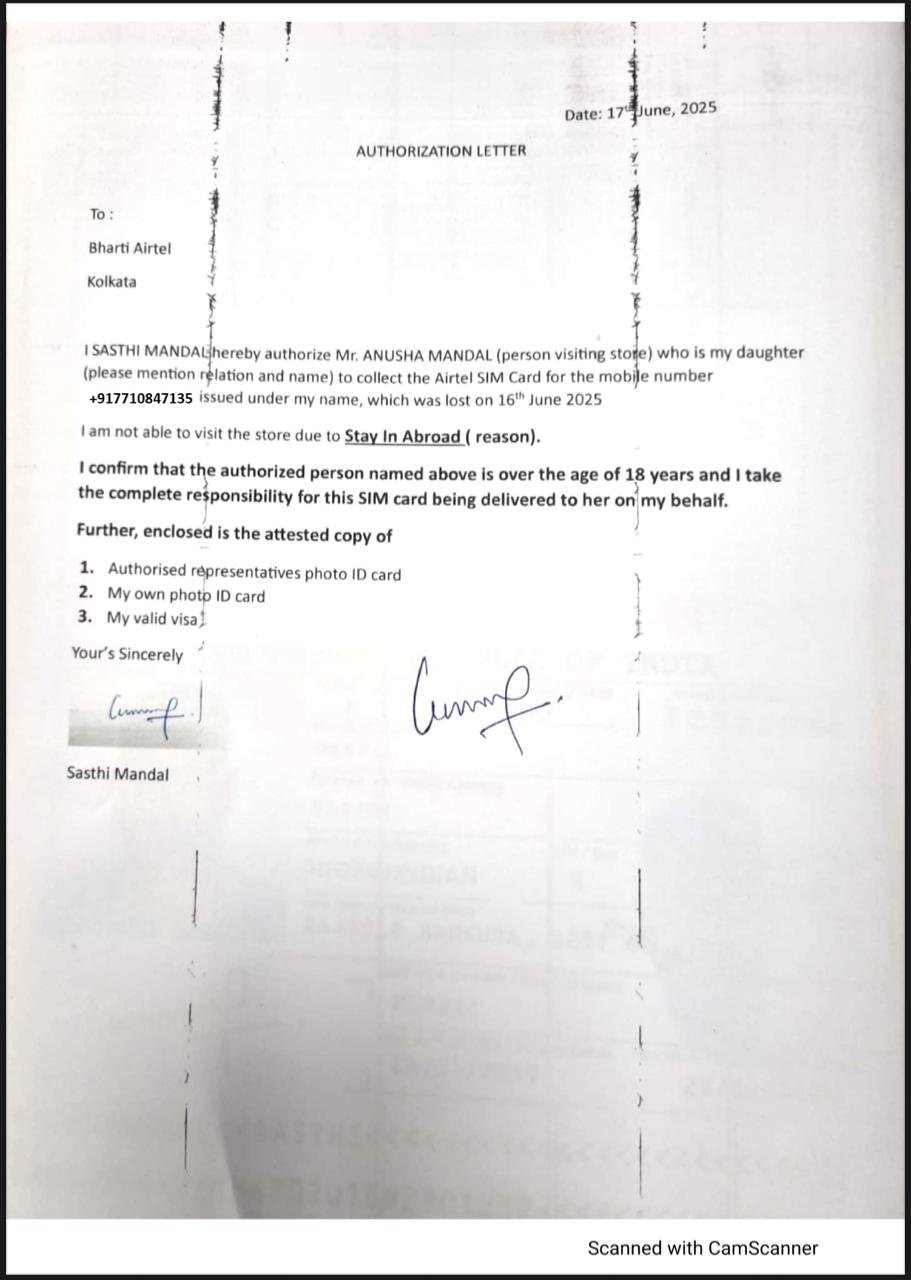 Date: 17th June, 2025
AUTHORIZATION LETTER
To :
Bharti Airtel
Kolkata
I SASTHI MANDAL hereby authorize Mr. ANUSHA MANDAL (person visiting store) who is my daughter
(please mention relation and name) to collect the Airtel SIM Card for the mobile number
+917710847135 issued under my name, which was lost on 16th June 2025
I am not able to visit the store due to Stay In Abroad ( reason).
I confirm that the authorized person named above is over the age of 18 years and I take
the complete responsibility for this SIM card being delivered to her on my behalf.
Further, enclosed is the attested copy of
1. Authorised representatives photo ID card
2. My own photo ID card
3. My valid visa
Your's Sincerely
Sasthi Mandal
Scanned with CamScanner